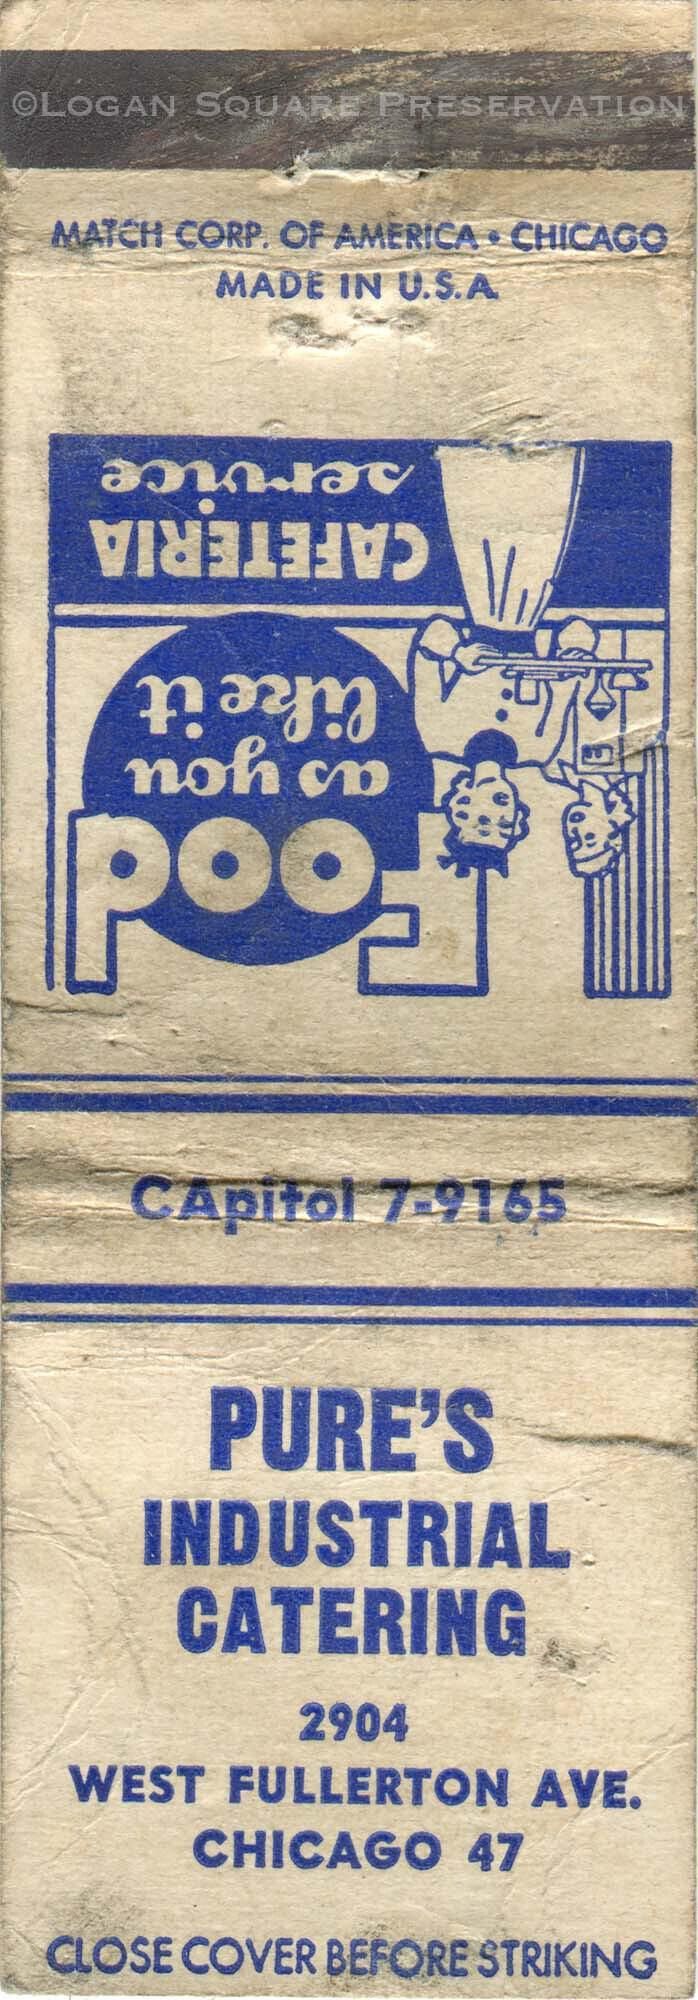 ©LOGAN SQUARE PRESERVATION
MATCH CORP. OF AMERICA • CHICAGO
MADE IN U.S.A.
Food
as you
like it
CAFETERIA
service
CApitol 7-9165
PURE'S
INDUSTRIAL
CATERING
2904
WEST FULLERTON AVE.
CHICAGO 47
CLOSE COVER BEFORE STRIKING